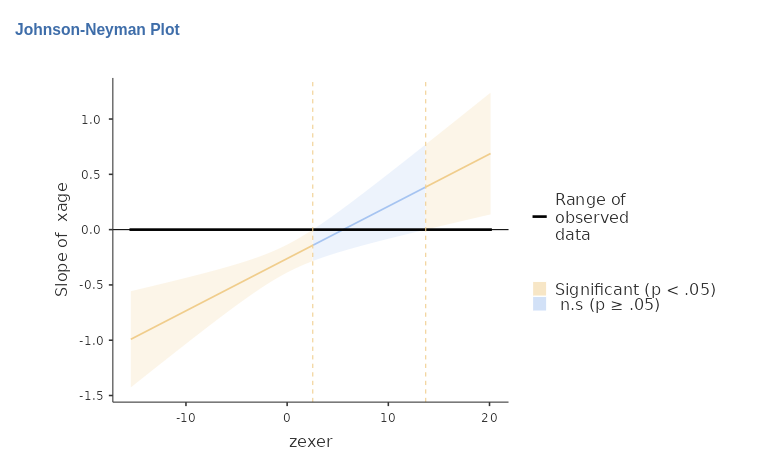 Johnson-Neyman Plot
1.0
0.5
0.0
-0.5
-1.0
-1.5
Slope of xage
-10
0
10
20
zexer
Range of
observed
data
Significant (p < .05)
n.s (p ≥ .05)